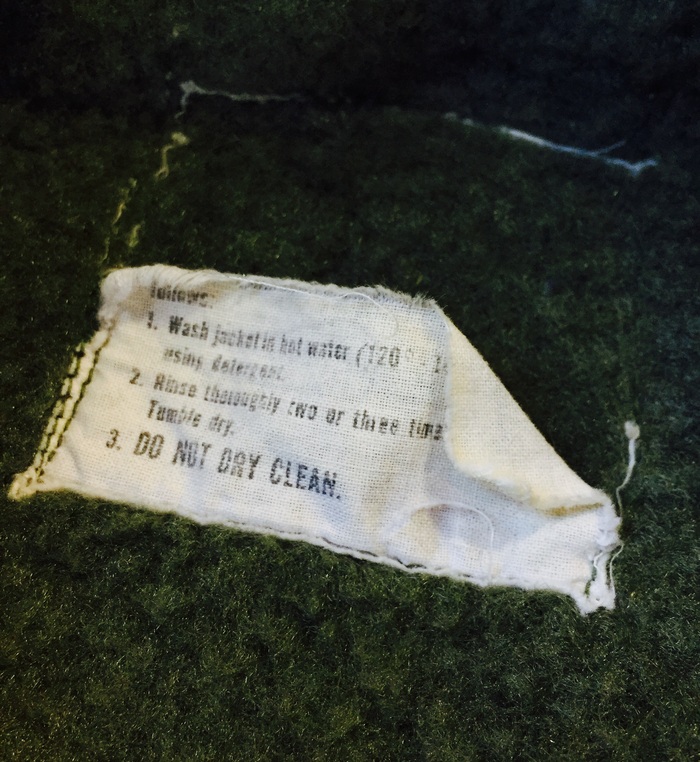 follows:
1. Wash jacket in hot water (120 °
using detergent.
2. Rinse thoroughly two or three time
Tumble dry.
3. DO NOT DRY CLEAN.